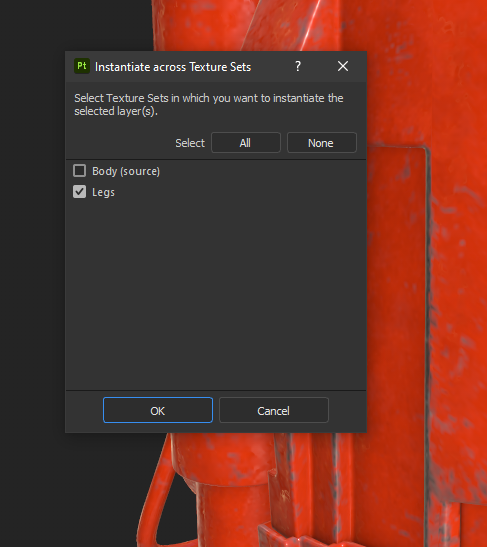 Pt Instantiate across Texture Sets ?
Select Texture Sets in which you want to instantiate the
selected layer(s).
Select All None
Body (source)
Legs
OK Cancel